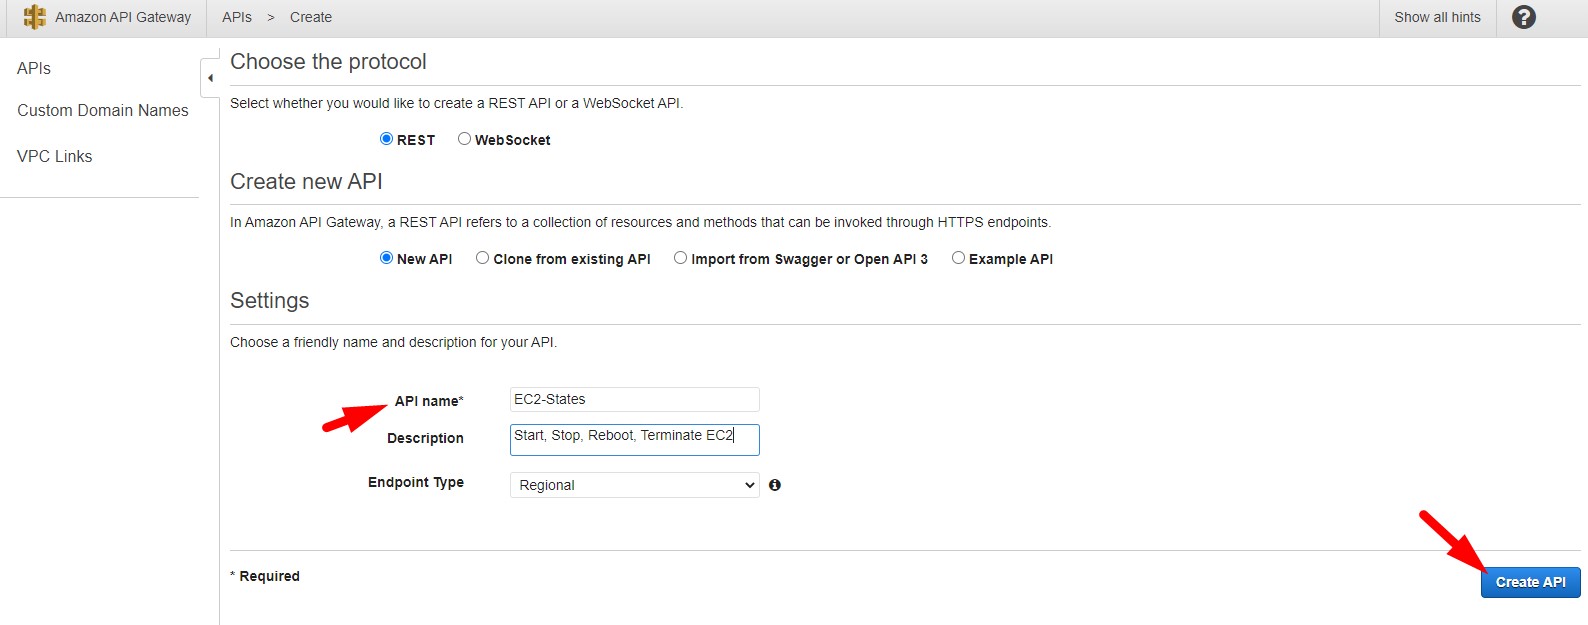 Amazon API Gateway APIs > Create Show all hints ?
APIs
Custom Domain Names
VPC Links
Choose the protocol
Select whether you would like to create a REST API or a WebSocket API.
REST WebSocket
Create new API
In Amazon API Gateway, a REST API refers to a collection of resources and methods that can be invoked through HTTPS endpoints.
New API Clone from existing API Import from Swagger or Open API 3 Example API
Settings
Choose a friendly name and description for your API.
API name* EC2-States
Description Start, Stop, Reboot, Terminate EC2
Endpoint Type Regional
* Required
Create API